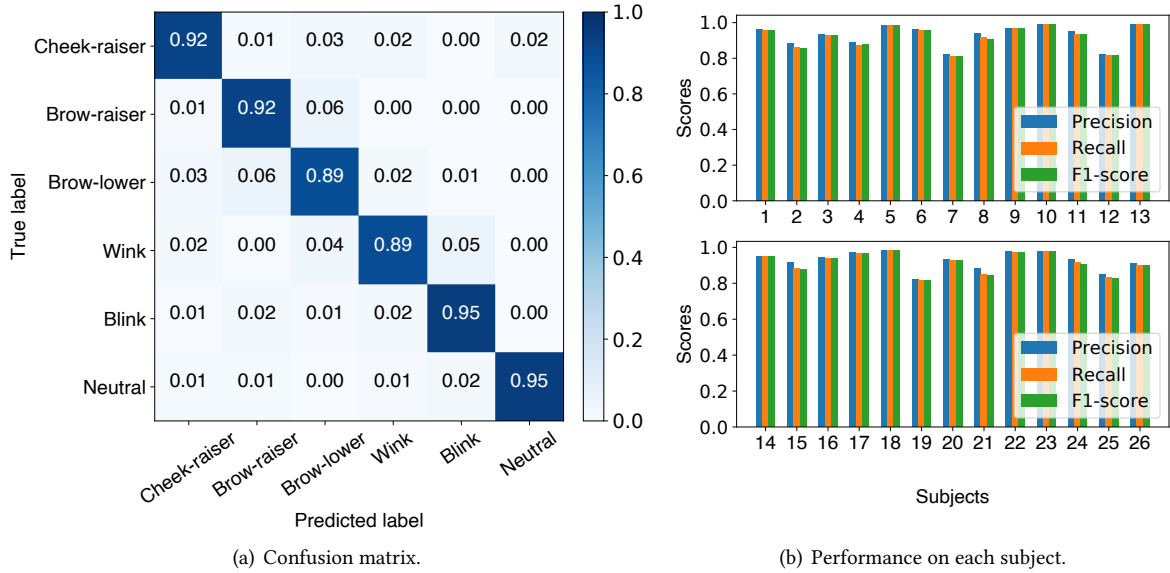 Cheek-raiser 0.92 0.01 0.03 0.02 0.00 0.02
Brow-raiser 0.01 0.92 0.06 0.00 0.00 0.00
Brow-lower 0.03 0.06 0.89 0.02 0.01 0.00
Wink 0.02 0.00 0.04 0.89 0.05 0.00
Blink 0.01 0.02 0.01 0.02 0.95 0.00
Neutral 0.01 0.01 0.00 0.01 0.02 0.95
True label
Cheek-raiser Brow-raiser Brow-lower Wink Blink Neutral
Predicted label
1.0
0.8
0.6
0.4
0.2
0.0
(a) Confusion matrix.
1.0
0.8
0.6
0.4
0.2
0.0
Scores
Precision
Recall
F1-score
1 2 3 4 5 6 7 8 9 10 11 12 13
1.0
0.8
0.6
0.4
0.2
0.0
Scores
Precision
Recall
F1-score
14 15 16 17 18 19 20 21 22 23 24 25 26
Subjects
(b) Performance on each subject.